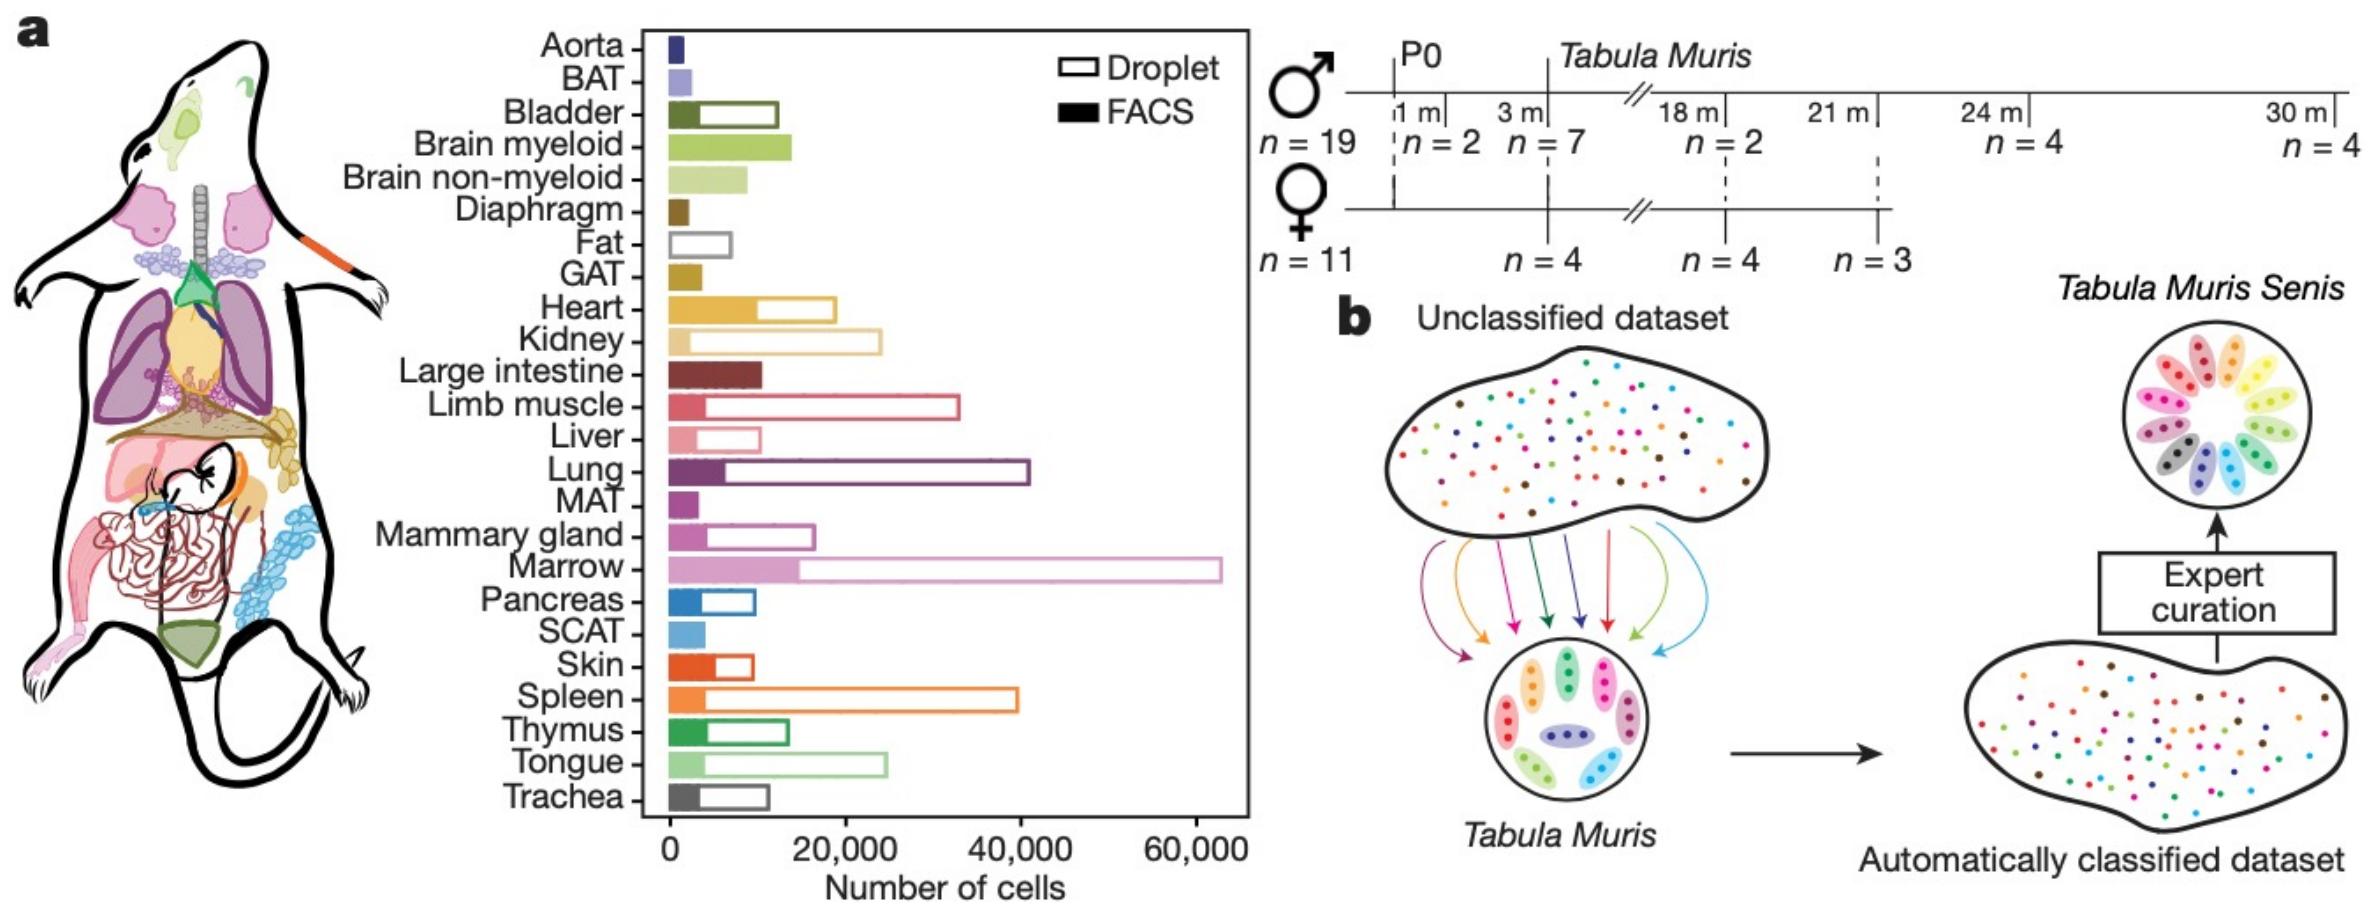 a
Aorta
BAT
Bladder
Brain myeloid
Brain non-myeloid
Diaphragm
Fat
GAT
Heart
Kidney
Large intestine
Limb muscle
Liver
Lung
MAT
Mammary gland
Marrow
Pancreas
SCAT
Skin
Spleen
Thymus
Tongue
Trachea
0 20,000 40,000 60,000
Number of cells
Droplet
FACS
♂ P0 Tabula Muris
1 m 3 m 18 m 21 m 24 m 30 m
n = 19 n = 2 n = 7 n = 2 n = 4 n = 4
♀
n = 11 n = 4 n = 4 n = 3
b Unclassified dataset
Tabula Muris
Automatically classified dataset
Expert
curation
Tabula Muris Senis